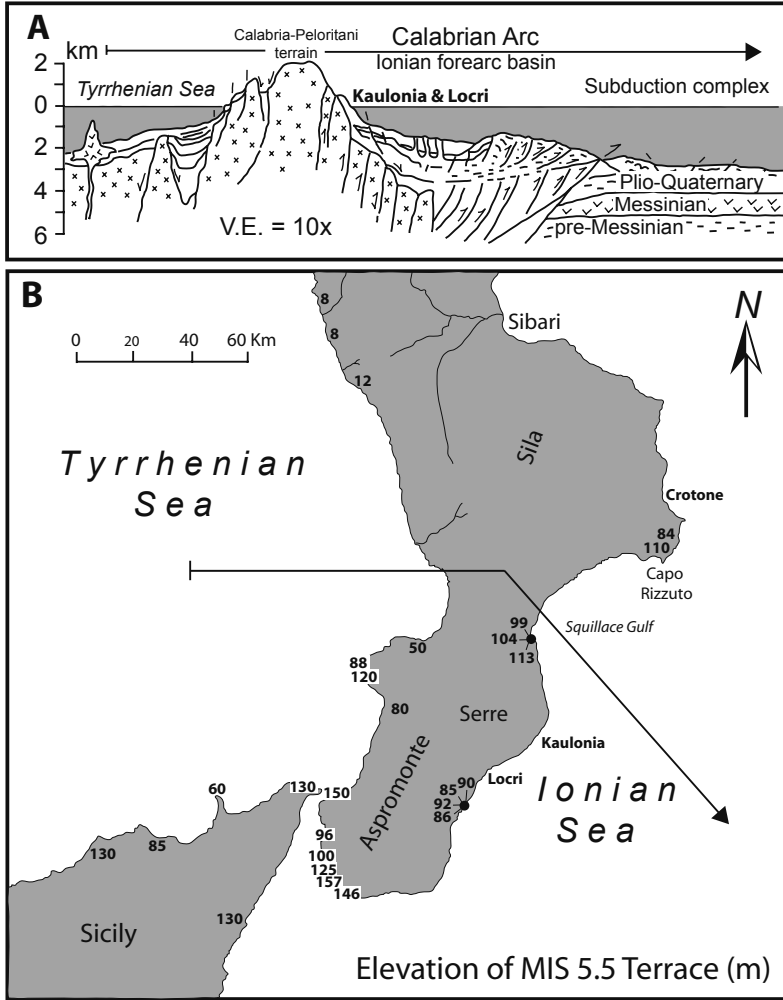 A
km
Calabria-Peloritani
terrain
Calabrian Arc
Ionian forearc basin
2
Tyrrhenian Sea
Kaulonia & Locri
Subduction complex
0
2
4
6
V.E. = 10x
Plio-Quaternary
Messinian
pre-Messinian
B
N
0 20 40 60 Km
8
8
12
Sibari
Tyrrhenian
Sea
Sila
Crotone
84
110
Capo
Rizzuto
Squillace Gulf
99
104
113
50
88
120
80
Serre
Aspromonte
Kaulonia
Locri
90
85
92
86
Ionian
Sea
60
130
150
85
130
96
100
125
157
146
130
Sicily
Elevation of MIS 5.5 Terrace (m)